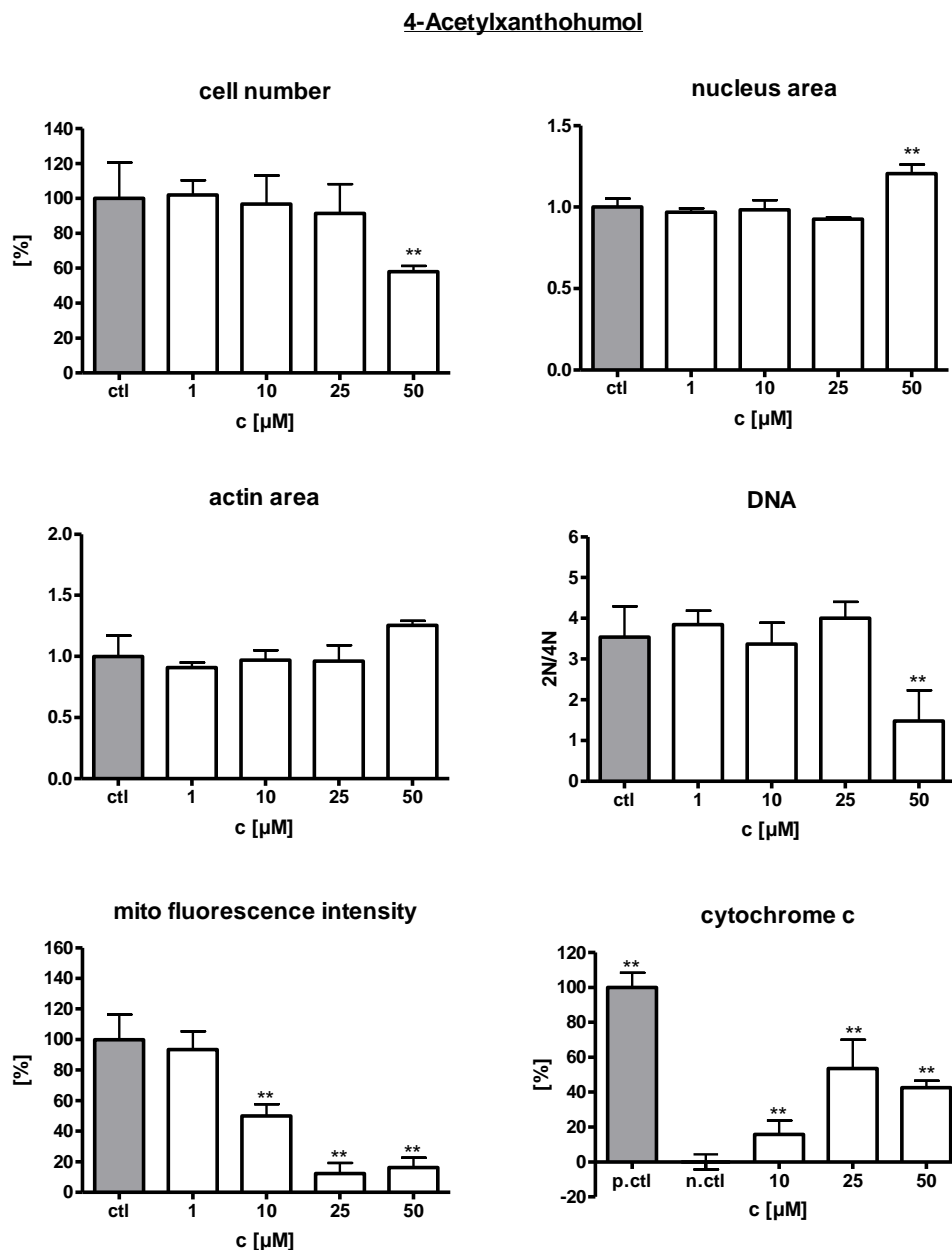 4-Acetylxanthohumol
cell number
140
120
100
80
60
40
20
0
[%]
**
ctl 1 10 25 50
c [µM]
nucleus area
1.5
1.0
0.5
0.0
**
ctl 1 10 25 50
c [µM]
actin area
2.0
1.5
1.0
0.5
0.0
ctl 1 10 25 50
c [µM]
DNA
6
5
4
3
2
1
0
2N/4N
**
ctl 1 10 25 50
c [µM]
mito fluorescence intensity
160
140
120
100
80
60
40
20
0
[%]
** ** **
ctl 1 10 25 50
c [µM]
cytochrome c
120
100
80
60
40
20
0
-20
[%]
** ** ** **
p.ctl n.ctl 10 25 50
c [µM]